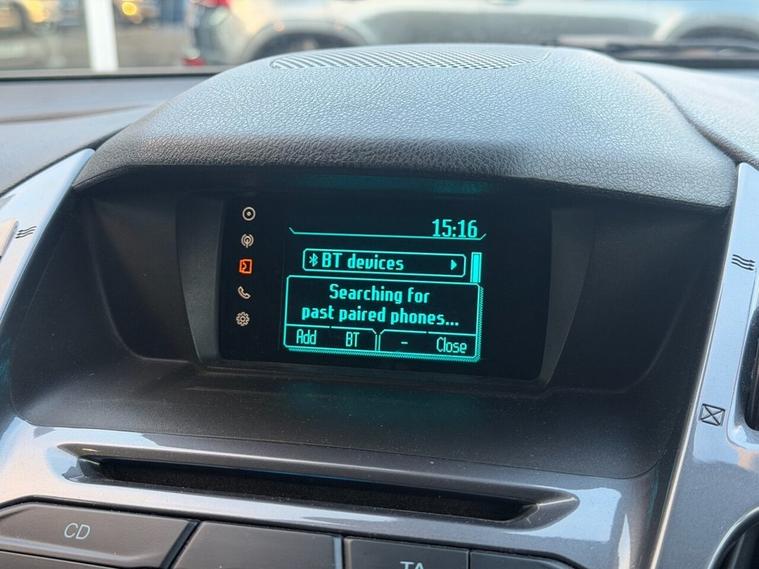 15:16
BT devices
Searching for
past paired phones...
Add BT - Close
CD
TA